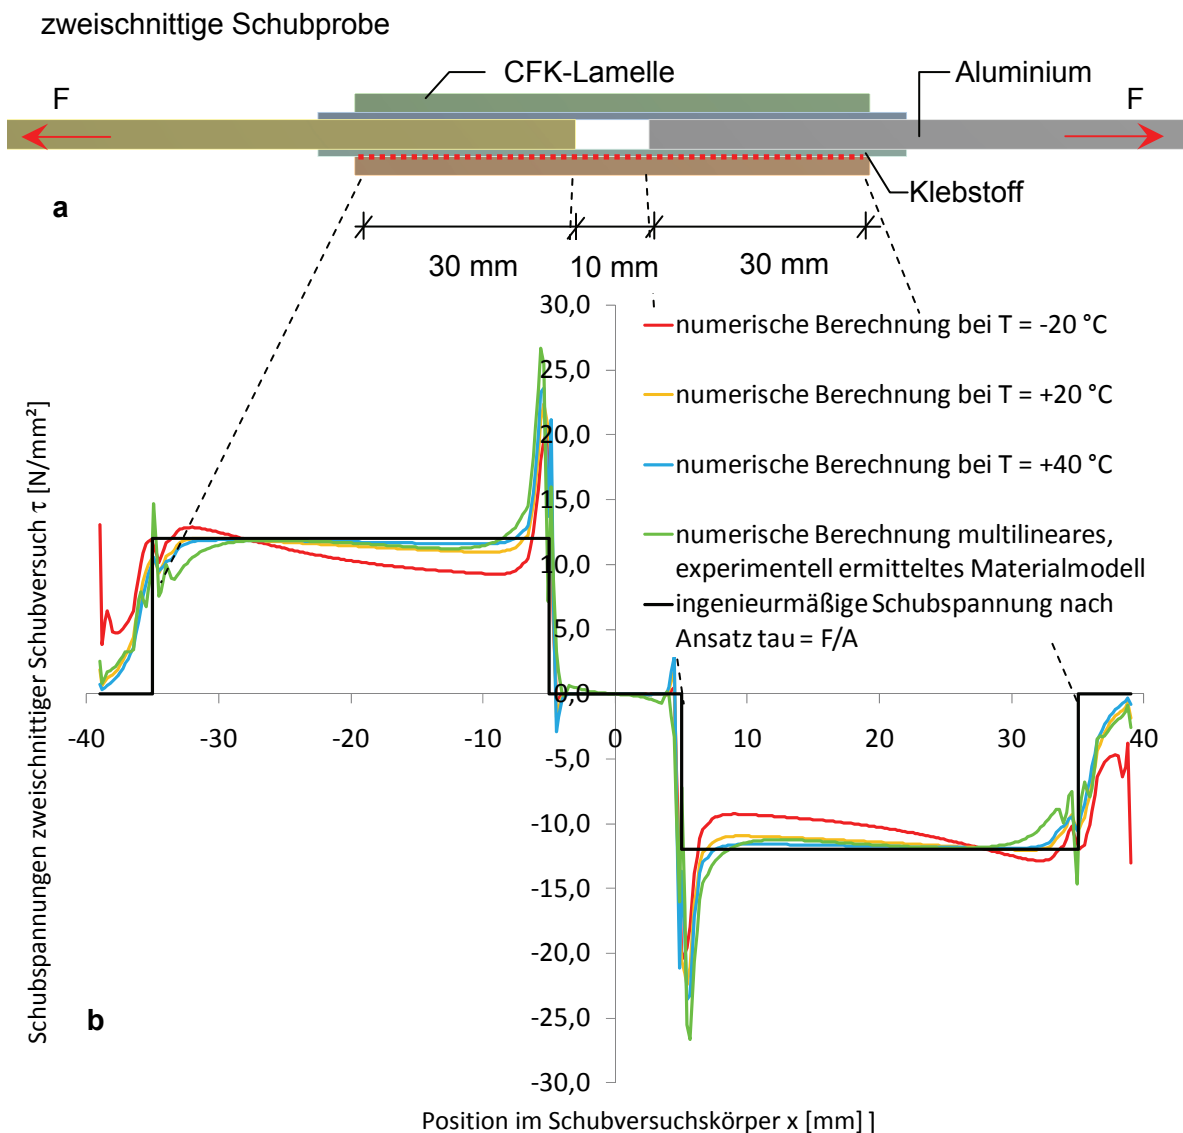 zweischnittige Schubprobe
CFK-Lamelle
Aluminium
F
F
Klebstoff
a
30 mm
10 mm
30 mm
30,0
25,0
20,0
15,0
10,0
5,0
0,0
-5,0
-10,0
-15,0
-20,0
-25,0
-30,0
-40
-30
-20
-10
0
10
20
30
40
numerische Berechnung bei T = -20 °C
numerische Berechnung bei T = +20 °C
numerische Berechnung bei T = +40 °C
numerische Berechnung multilineares,
experimentell ermitteltes Materialmodell
ingenieurmäßige Schubspannung nach
Ansatz tau = F/A
Schubspannungen zweischnittiger Schubversuch τ [N/mm²]
b
Position im Schubversuchskörper x [mm] ]